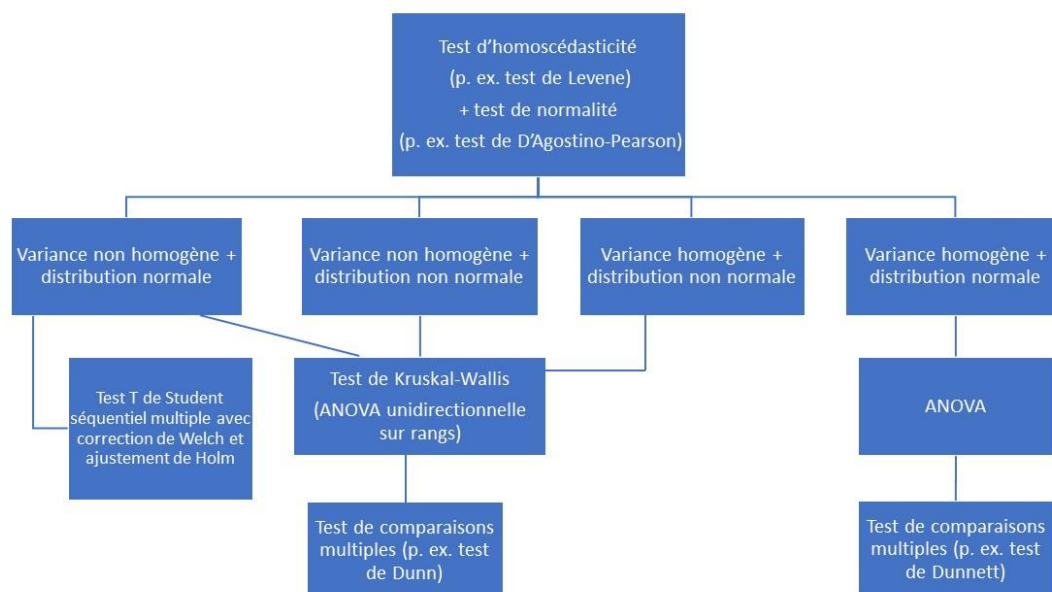 Test d'homoscédasticité
(p. ex. test de Levene)
+ test de normalité
(p. ex. test de D'Agostino-Pearson)
Variance non homogène +
distribution normale
Variance non homogène +
distribution non normale
Variance homogène +
distribution non normale
Variance homogène +
distribution normale
Test T de Student
séquentiel multiple avec
correction de Welch et
ajustement de Holm
Test de Kruskal-Wallis
(ANOVA unidirectionnelle
sur rangs)
ANOVA
Test de comparaisons
multiples (p. ex. test
de Dunn)
Test de comparaisons
multiples (p. ex. test
de Dunnett)